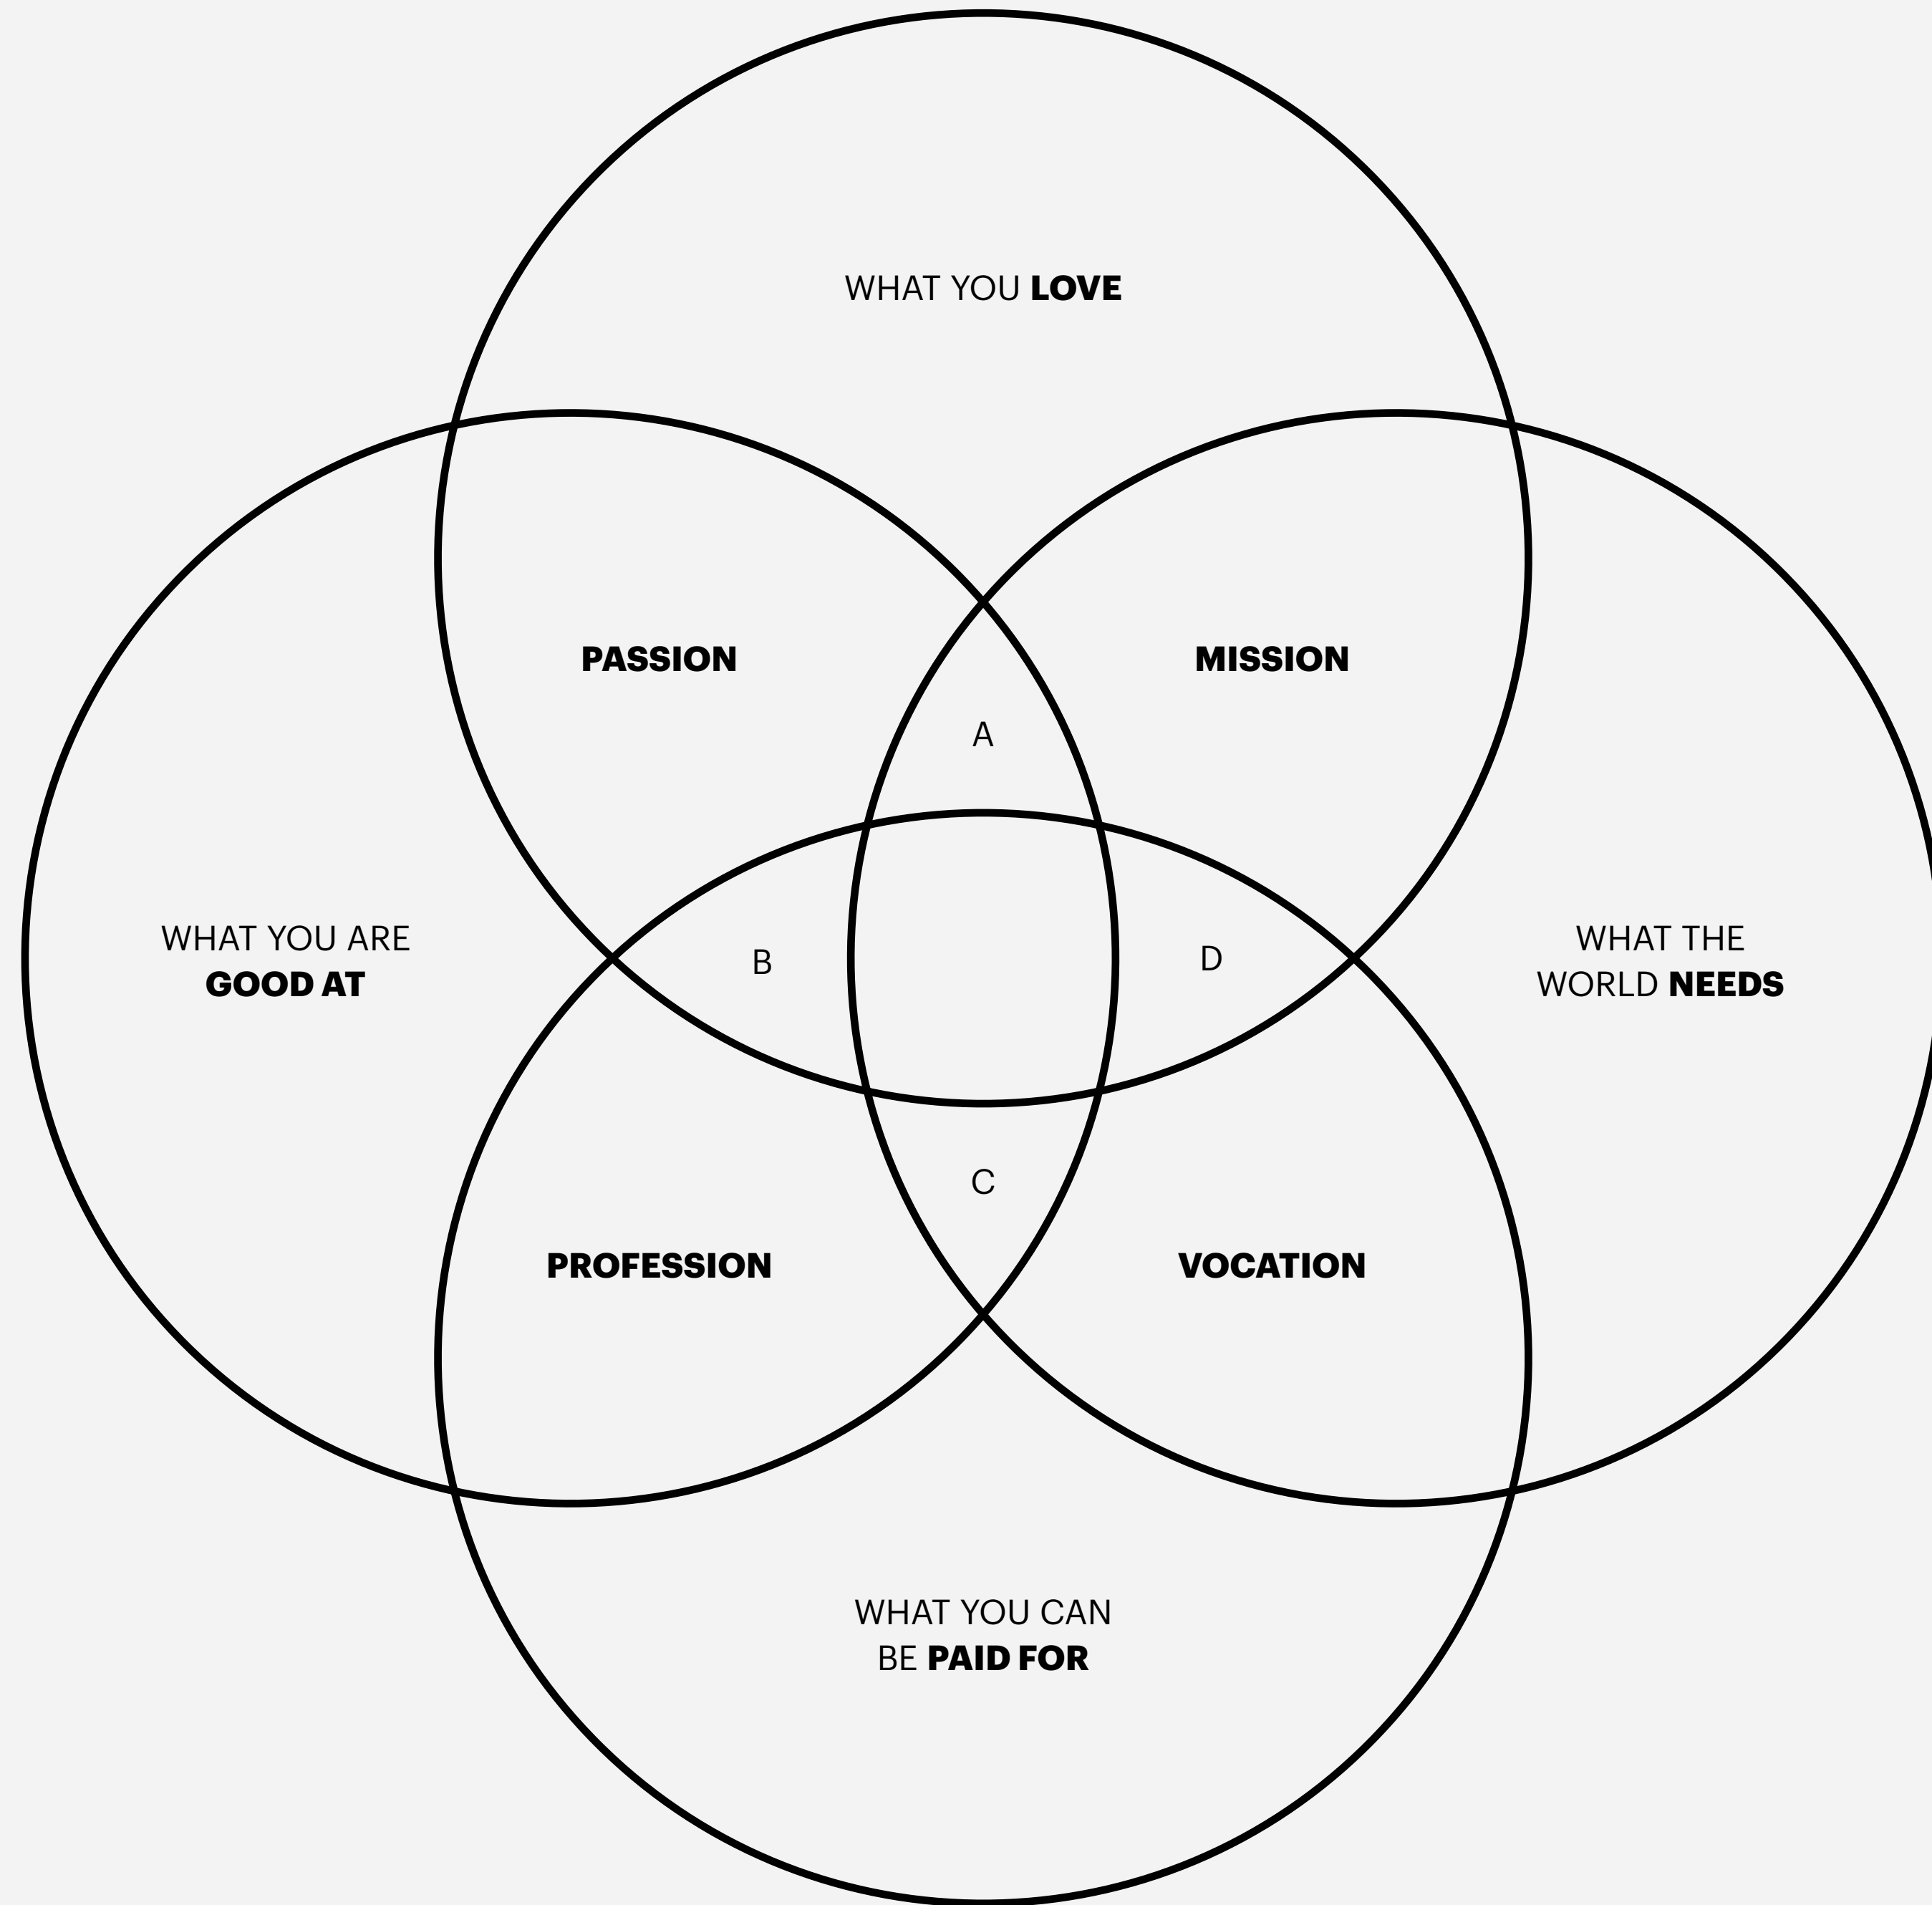 WHAT YOU LOVE
PASSION
MISSION
A
WHAT YOU ARE
GOOD AT
B
D
WHAT THE
WORLD NEEDS
C
PROFESSION
VOCATION
WHAT YOU CAN
BE PAID FOR